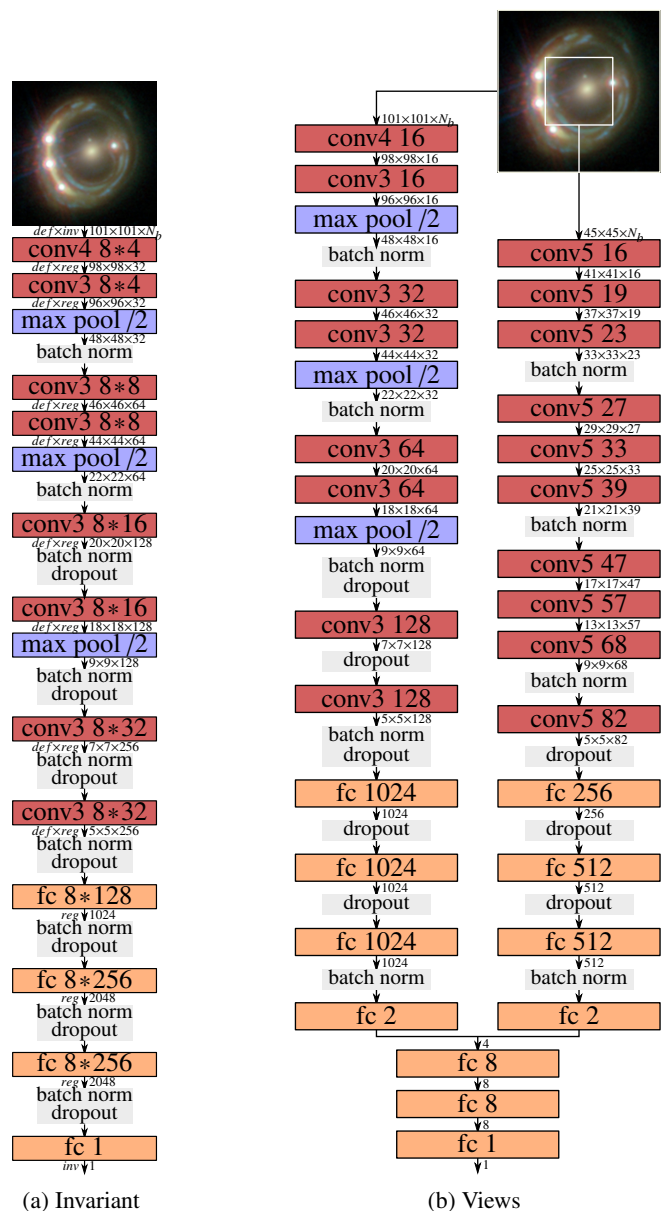 def×inv 101×101×N_b
conv4 8∗4
def×reg 98×98×32
conv3 8∗4
def×reg 96×96×32
max pool /2
48×48×32
batch norm
conv3 8∗8
def×reg 46×46×64
conv3 8∗8
def×reg 44×44×64
max pool /2
22×22×64
batch norm
conv3 8∗16
def×reg 20×20×128
batch norm
dropout
conv3 8∗16
def×reg 18×18×128
max pool /2
9×9×128
batch norm
dropout
conv3 8∗32
def×reg 7×7×256
batch norm
dropout
conv3 8∗32
def×reg 5×5×256
batch norm
dropout
fc 8∗128
reg 1024
batch norm
dropout
fc 8∗256
reg 2048
batch norm
dropout
fc 8∗256
reg 2048
batch norm
dropout
fc 1
inv 1
(a) Invariant
101×101×N_b
conv4 16
98×98×16
conv3 16
96×96×16
max pool /2
48×48×16
batch norm
conv3 32
46×46×32
conv3 32
44×44×32
max pool /2
22×22×32
batch norm
conv3 64
20×20×64
conv3 64
18×18×64
max pool /2
9×9×64
batch norm
dropout
conv3 128
7×7×128
dropout
conv3 128
5×5×128
batch norm
dropout
fc 1024
1024
dropout
fc 1024
1024
dropout
fc 1024
1024
batch norm
fc 2
45×45×N_b
conv5 16
41×41×16
conv5 19
37×37×19
conv5 23
33×33×23
batch norm
conv5 27
29×29×27
conv5 33
25×25×33
conv5 39
21×21×39
batch norm
conv5 47
17×17×47
conv5 57
13×13×57
conv5 68
9×9×68
batch norm
conv5 82
5×5×82
dropout
fc 256
256
dropout
fc 512
512
dropout
fc 512
512
batch norm
fc 2
4
fc 8
8
fc 8
8
fc 1
1
(b) Views